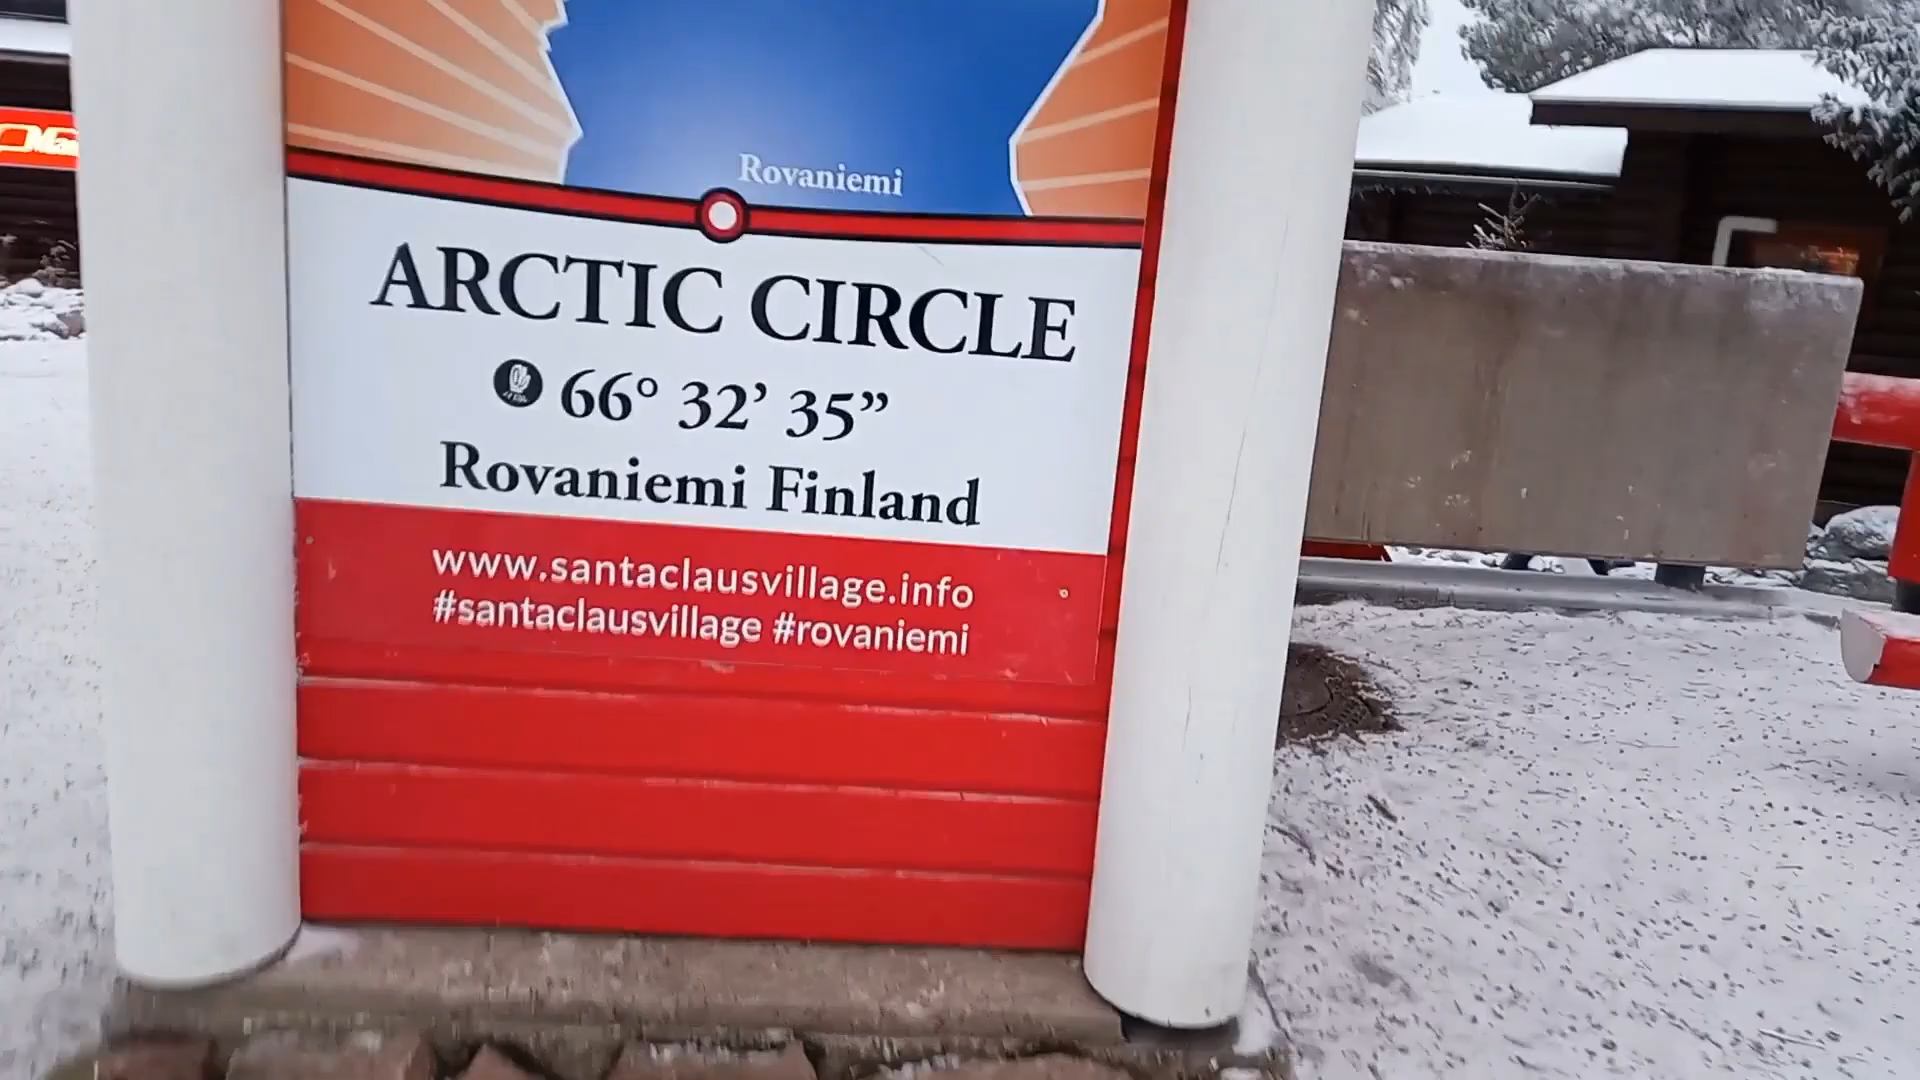 Rovaniemi
ARCTIC CIRCLE
66° 32’ 35”
Rovaniemi Finland
www.santaclausvillage.info
#santaclausvillage #rovaniemi